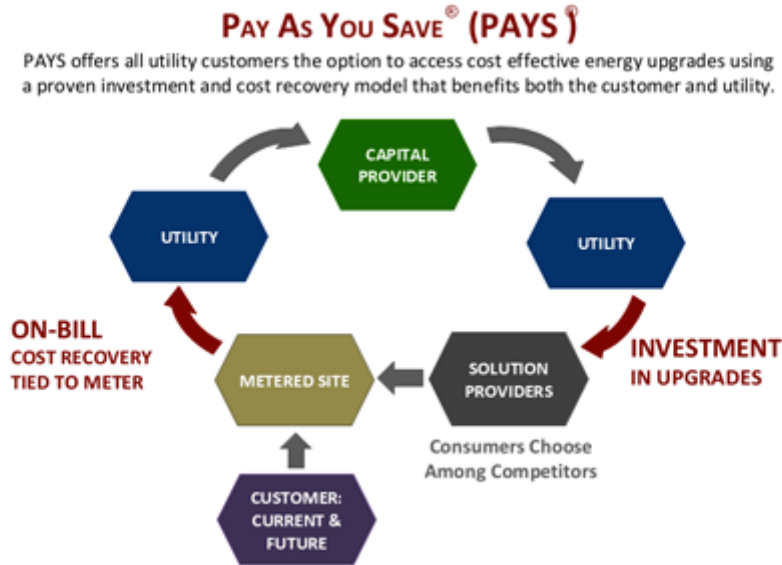 PAY AS YOU SAVE® (PAYS®)
PAYS offers all utility customers the option to access cost effective energy upgrades using
a proven investment and cost recovery model that benefits both the customer and utility.
CAPITAL
PROVIDER
UTILITY
UTILITY
ON-BILL
COST RECOVERY
TIED TO METER
METERED SITE
SOLUTION
PROVIDERS
INVESTMENT
IN UPGRADES
Consumers Choose
Among Competitors
CUSTOMER:
CURRENT &
FUTURE